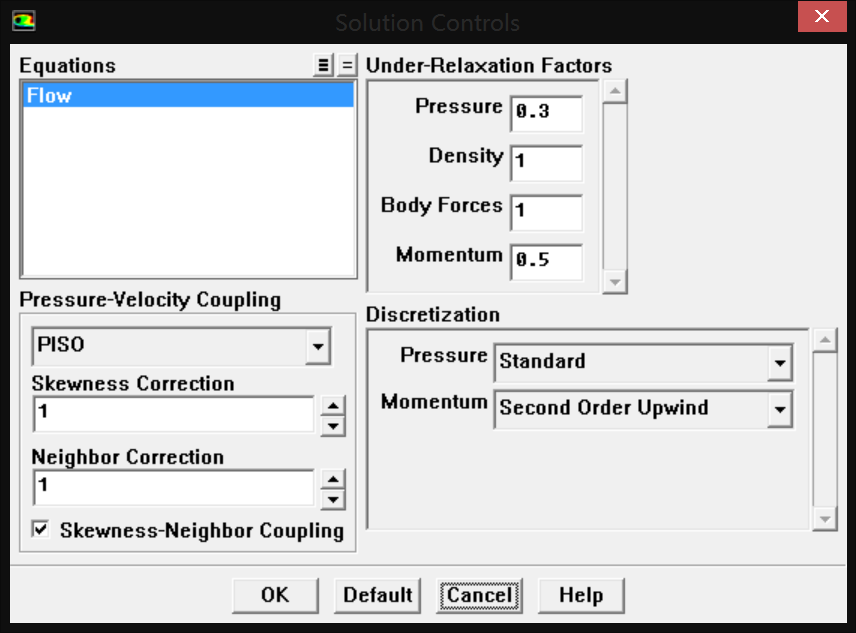 Solution Controls
Equations
Flow
Under-Relaxation Factors
Pressure 0.3
Density 1
Body Forces 1
Momentum 0.5
Pressure-Velocity Coupling
PISO
Skewness Correction
1
Neighbor Correction
1
Skewness-Neighbor Coupling
Discretization
Pressure Standard
Momentum Second Order Upwind
OK Default Cancel Help